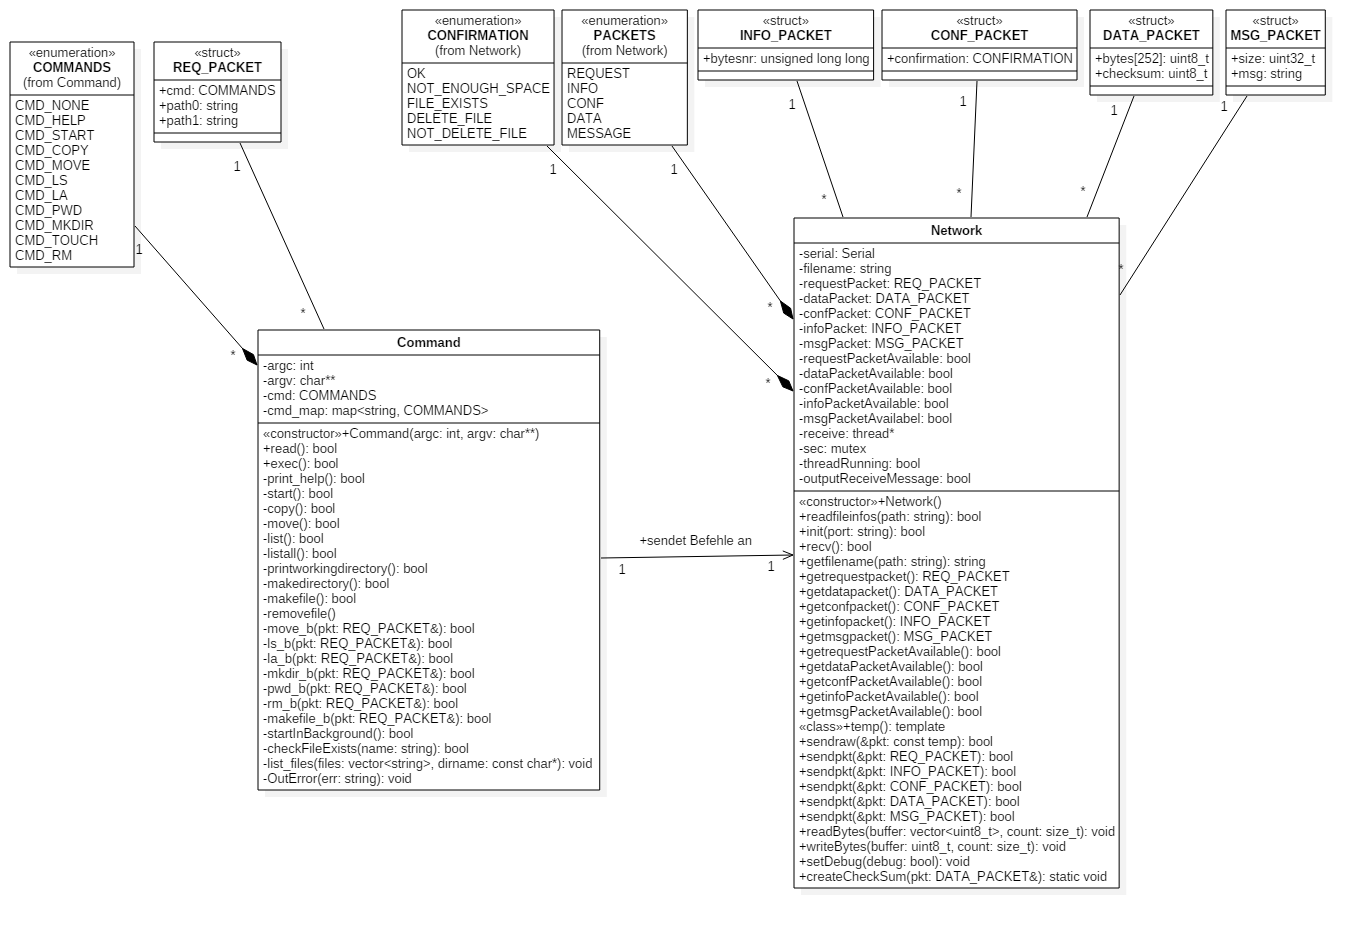 «enumeration»
COMMANDS
(from Command)
CMD_NONE
CMD_HELP
CMD_START
CMD_COPY
CMD_MOVE
CMD_LS
CMD_LA
CMD_PWD
CMD_MKDIR
CMD_TOUCH
CMD_RM
«struct»
REQ_PACKET
+cmd: COMMANDS
+path0: string
+path1: string
«enumeration»
CONFIRMATION
(from Network)
OK
NOT_ENOUGH_SPACE
FILE_EXISTS
DELETE_FILE
NOT_DELETE_FILE
«enumeration»
PACKETS
(from Network)
REQUEST
INFO
CONF
DATA
MESSAGE
«struct»
INFO_PACKET
+bytesnr: unsigned long long
«struct»
CONF_PACKET
+confirmation: CONFIRMATION
«struct»
DATA_PACKET
+bytes[252]: uint8_t
+checksum: uint8_t
«struct»
MSG_PACKET
+size: uint32_t
+msg: string
1
*
1
*
1
*
1
*
1
*
1
*
1
*
1
*
Command
-argc: int
-argv: char**
-cmd: COMMANDS
-cmd_map: map<string, COMMANDS>
«constructor»+Command(argc: int, argv: char**)
+read(): bool
+exec(): bool
-print_help(): bool
-start(): bool
-copy(): bool
-move(): bool
-list(): bool
-listall(): bool
-printworkingdirectory(): bool
-makedirectory(): bool
-makefile(): bool
-removefile()
-move_b(pkt: REQ_PACKET&): bool
-ls_b(pkt: REQ_PACKET&): bool
-la_b(pkt: REQ_PACKET&): bool
-mkdir_b(pkt: REQ_PACKET&): bool
-pwd_b(pkt: REQ_PACKET&): bool
-rm_b(pkt: REQ_PACKET&): bool
-makefile_b(pkt: REQ_PACKET&): bool
-startInBackground(): bool
-checkFileExists(name: string): bool
-list_files(files: vector<string>, dirname: const char*): void
-OutError(err: string): void
+sendet Befehle an
1
1
Network
-serial: Serial
-filename: string
-requestPacket: REQ_PACKET
-dataPacket: DATA_PACKET
-confPacket: CONF_PACKET
-infoPacket: INFO_PACKET
-msgPacket: MSG_PACKET
-requestPacketAvailable: bool
-dataPacketAvailable: bool
-confPacketAvailable: bool
-infoPacketAvailable: bool
-msgPacketAvailabel: bool
-receive: thread*
-sec: mutex
-threadRunning: bool
-outputReceiveMessage: bool
«constructor»+Network()
+readfileinfos(path: string): bool
+init(port: string): bool
+recv(): bool
+getfilename(path: string): string
+getrequestpacket(): REQ_PACKET
+getdatapacket(): DATA_PACKET
+getconfpacket(): CONF_PACKET
+getinfopacket(): INFO_PACKET
+getmsgpacket(): MSG_PACKET
+getrequestPacketAvailable(): bool
+getdataPacketAvailable(): bool
+getconfPacketAvailable(): bool
+getinfoPacketAvailable(): bool
+getmsgPacketAvailable(): bool
«class»+temp(): template
+sendraw(&pkt: const temp): bool
+sendpkt(&pkt: REQ_PACKET): bool
+sendpkt(&pkt: INFO_PACKET): bool
+sendpkt(&pkt: CONF_PACKET): bool
+sendpkt(&pkt: DATA_PACKET): bool
+sendpkt(&pkt: MSG_PACKET): bool
+readBytes(buffer: vector<uint8_t>, count: size_t): void
+writeBytes(buffer: uint8_t, count: size_t): void
+setDebug(debug: bool): void
+createCheckSum(pkt: DATA_PACKET&): static void